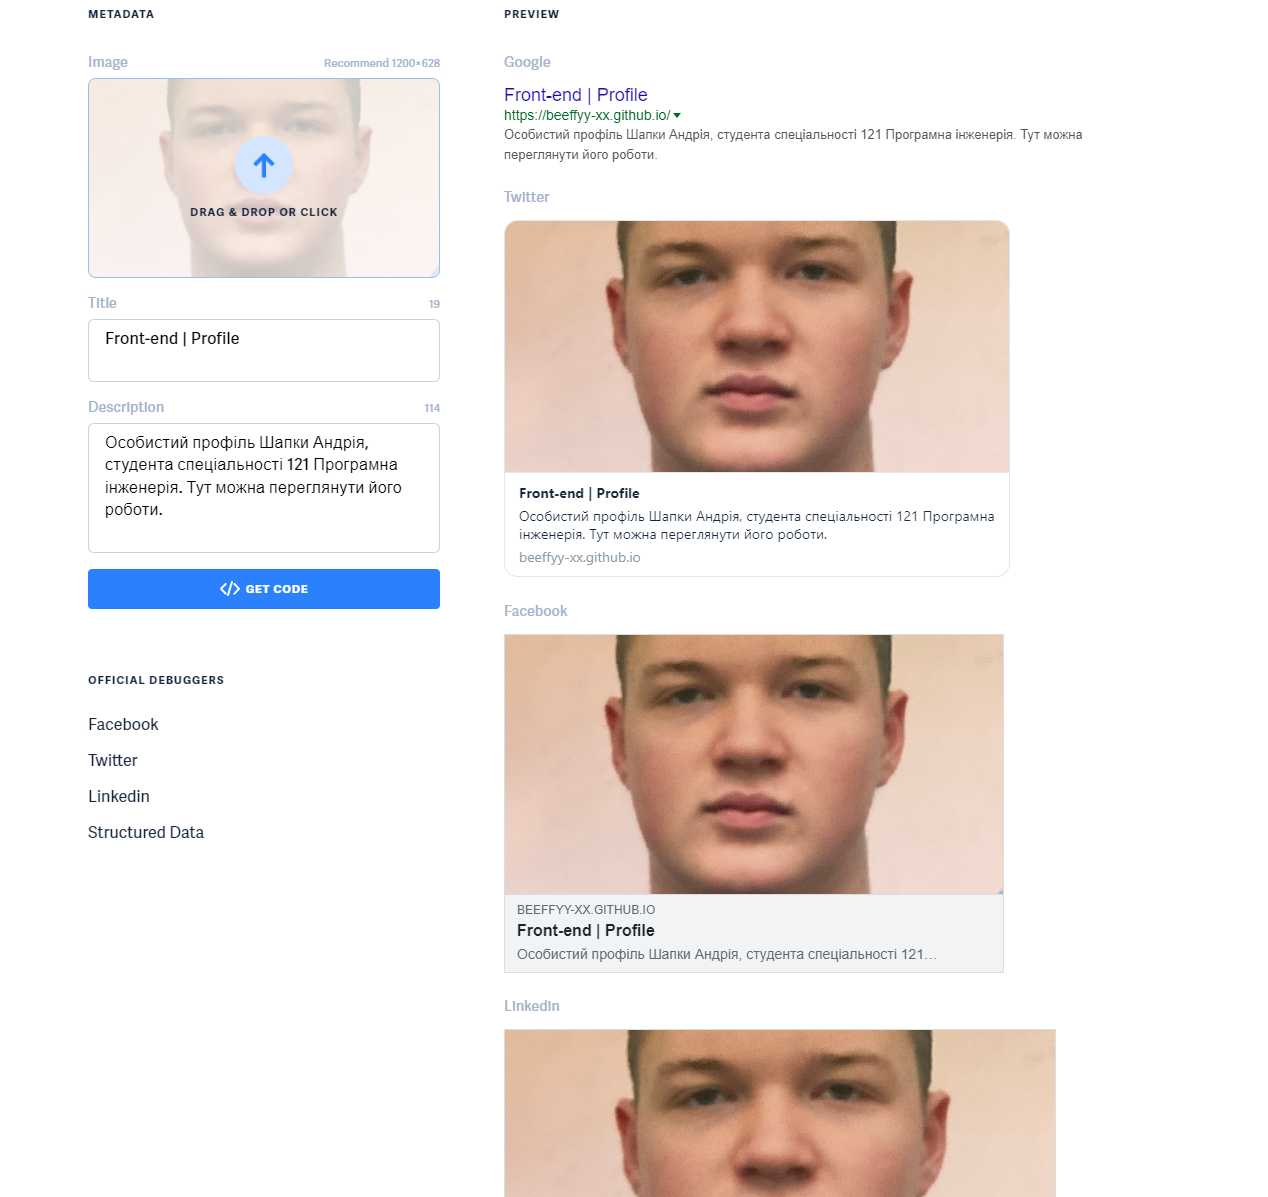 METADATA
Image
Recommend 1200×628
DRAG & DROP OR CLICK
Title
19
Front-end | Profile
Description
114
Особистий профіль Шапки Андрія,
студента спеціальності 121 Програмна
інженерія. Тут можна переглянути його
роботи.
GET CODE
OFFICIAL DEBUGGERS
Facebook
Twitter
Linkedin
Structured Data
PREVIEW
Google
Front-end | Profile
https://beeffyy-xx.github.io/
Особистий профіль Шапки Андрія, студента спеціальності 121 Програмна інженерія. Тут можна
переглянути його роботи.
Twitter
Front-end | Profile
Особистий профіль Шапки Андрія, студента спеціальності 121 Програмна
інженерія. Тут можна переглянути його роботи.
beeffyy-xx.github.io
Facebook
BEEFFYY-XX.GITHUB.IO
Front-end | Profile
Особистий профіль Шапки Андрія, студента спеціальності 121…
Linkedin